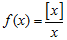 f(x) = [x]/x